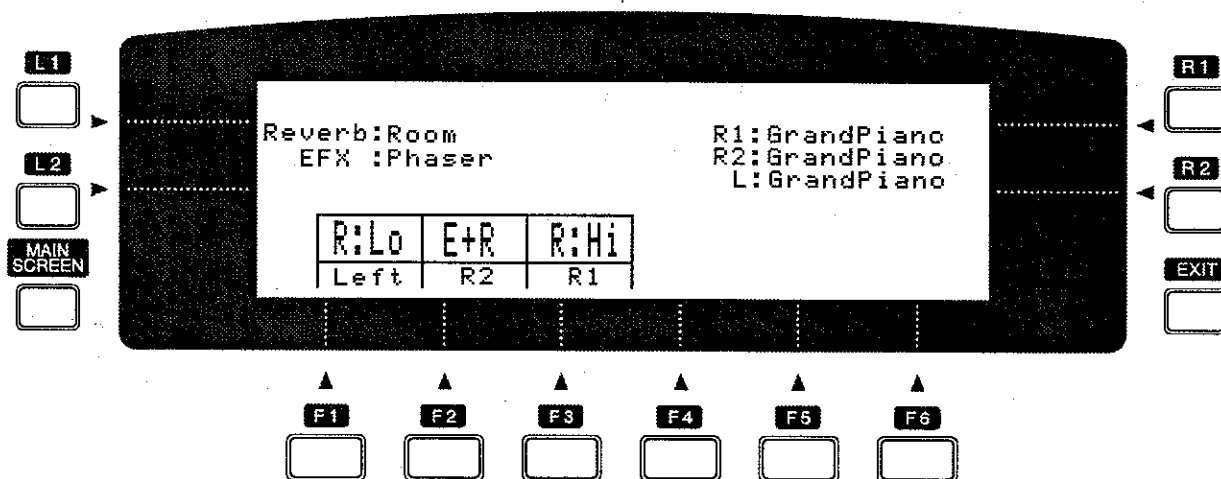 L1
R1
Reverb:Room
EFX :Phaser
R1:GrandPiano
R2:GrandPiano
L:GrandPiano
L2
R2
R:Lo E+R R:Hi
Left R2 R1
MAIN
SCREEN
EXIT
F1 F2 F3 F4 F5 F6